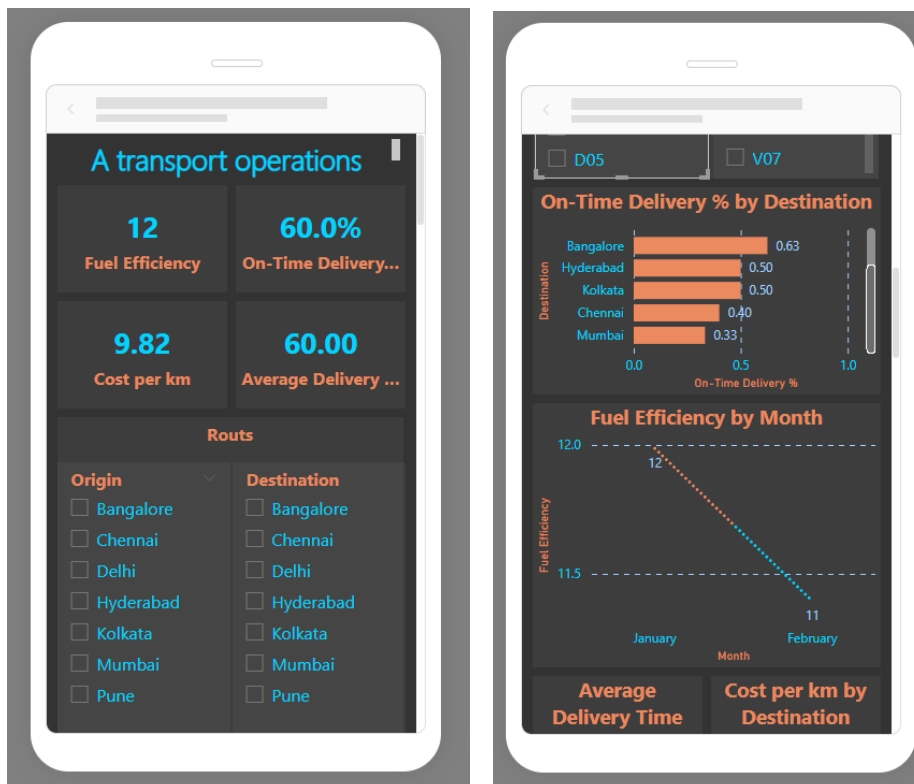 A transport operations
12
Fuel Efficiency
60.0%
On-Time Delivery...
9.82
Cost per km
60.00
Average Delivery ...
Routs
Origin
Bangalore
Chennai
Delhi
Hyderabad
Kolkata
Mumbai
Pune
Destination
Bangalore
Chennai
Delhi
Hyderabad
Kolkata
Mumbai
Pune
D05
V07
On-Time Delivery % by Destination
Destination
Bangalore 0.63
Hyderabad 0.50
Kolkata 0.50
Chennai 0.40
Mumbai 0.33
0.0 0.5 1.0
On-Time Delivery %
Fuel Efficiency by Month
Fuel Efficiency
12.0
12
11.5
11
January February
Month
Average
Delivery Time
Cost per km by
Destination